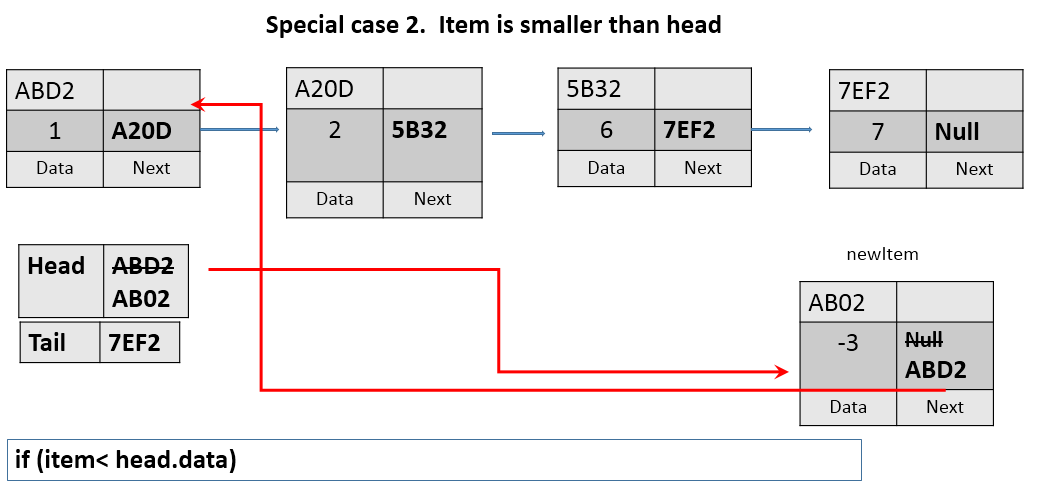 Special case 2.  Item is smaller than head
ABD2
1 A20D
Data Next
A20D
2 5B32
Data Next
5B32
6 7EF2
Data Next
7EF2
7 Null
Data Next
Head ABD2
AB02
Tail 7EF2
newItem
AB02
-3 Null
ABD2
Data Next
if (item< head.data)